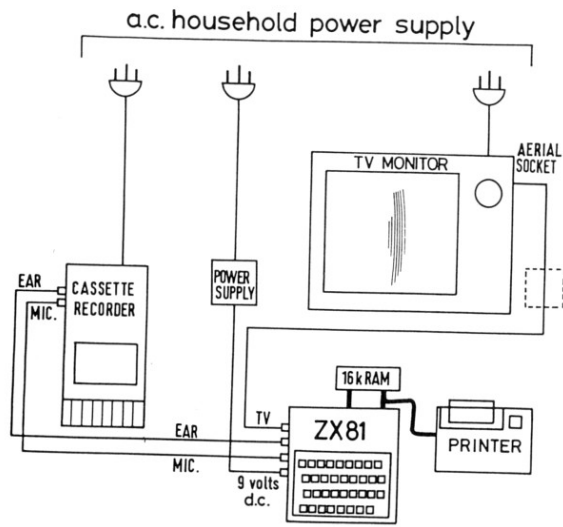 a.c. household power supply
TV MONITOR
AERIAL
SOCKET
EAR
MIC.
CASSETTE
RECORDER
POWER
SUPPLY
16k RAM
TV
EAR
MIC.
9 volts
d.c.
ZX81
PRINTER